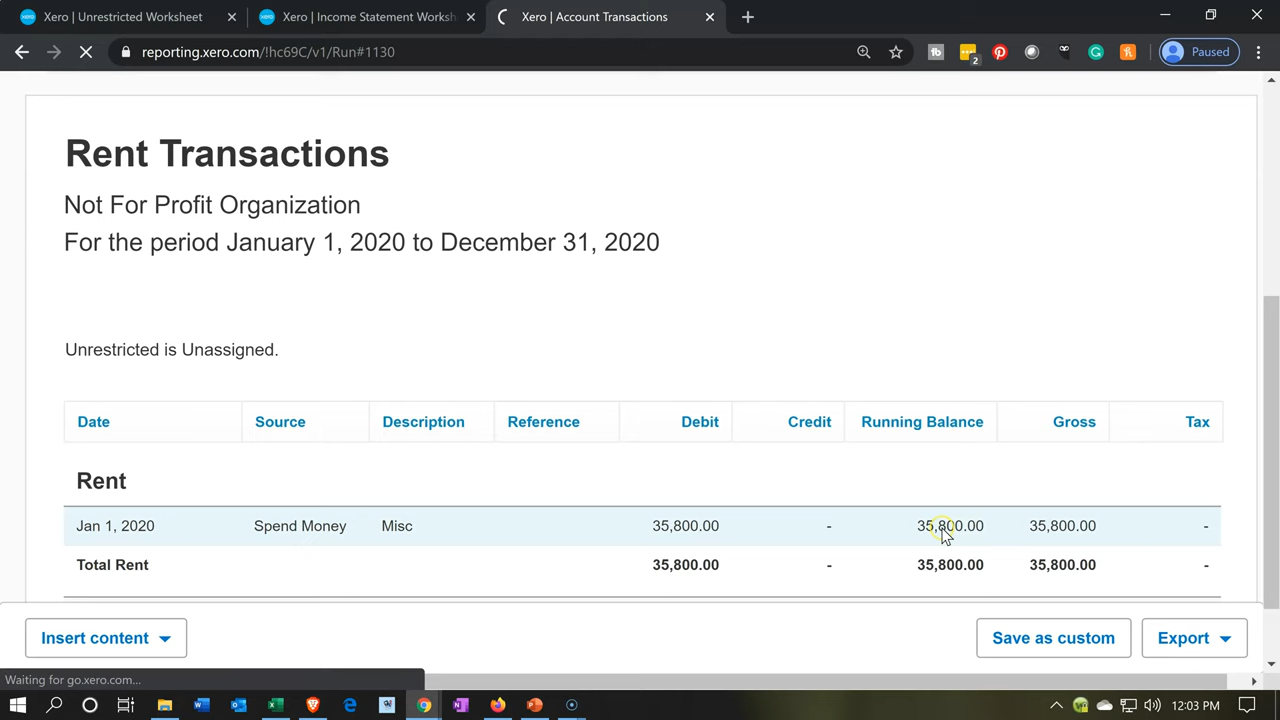 Xero | Unrestricted Worksheet
Xero | Income Statement Worksh
Xero | Account Transactions
reporting.xero.com/!hc69C/v1/Run#1130
2
Paused
Rent Transactions
Not For Profit Organization
For the period January 1, 2020 to December 31, 2020
Unrestricted is Unassigned.
Date Source Description Reference Debit Credit Running Balance Gross Tax
Rent
Jan 1, 2020 Spend Money Misc 35,800.00 - 35,800.00 35,800.00 -
Total Rent 35,800.00 - 35,800.00 35,800.00 -
Insert content Save as custom Export
Waiting for go.xero.com...
12:03 PM